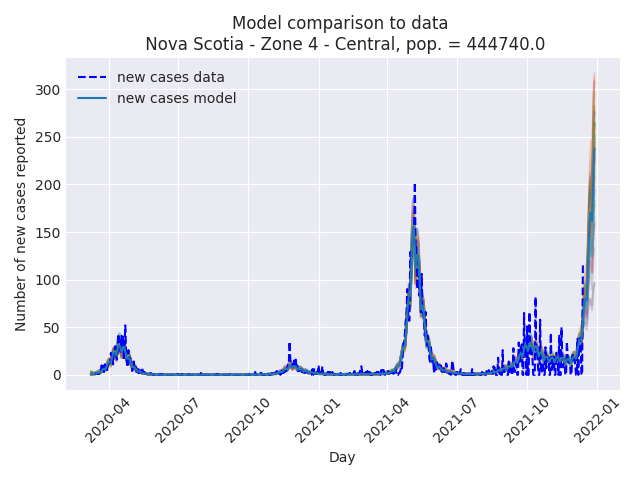 Model comparison to data
Nova Scotia - Zone 4 - Central, pop. = 444740.0
new cases data
new cases model
Number of new cases reported
300
250
200
150
100
50
0
2020-04
2020-07
2020-10
2021-01
2021-04
2021-07
2021-10
2022-01
Day